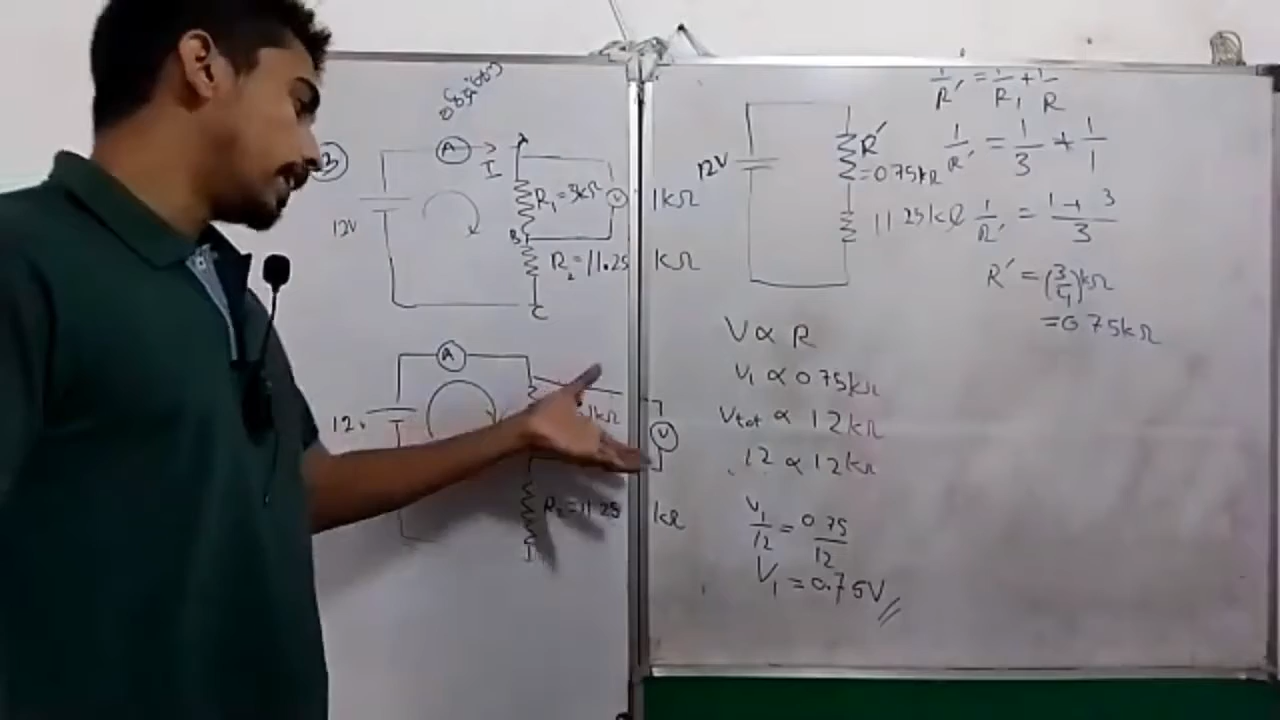 3
A
I
A
R₁=3kΩ
V
1kΩ
12V
B
R₂=11.25 kΩ
C
A
12v
1kΩ
V
R₂=11.25 kΩ
12V
R′
=0.75kΩ
11.25kΩ
1/R′ = 1/R₁ + 1/R
1/R′ = 1/3 + 1/1
1/R′ = 1+3/3
R′ = (3/4)kΩ
=0.75kΩ
V ∝ R
V₁ ∝ 0.75kΩ
Vtot ∝ 12kΩ
12 ∝ 12kΩ
V₁/12 = 0.75/12
V₁ = 0.75V